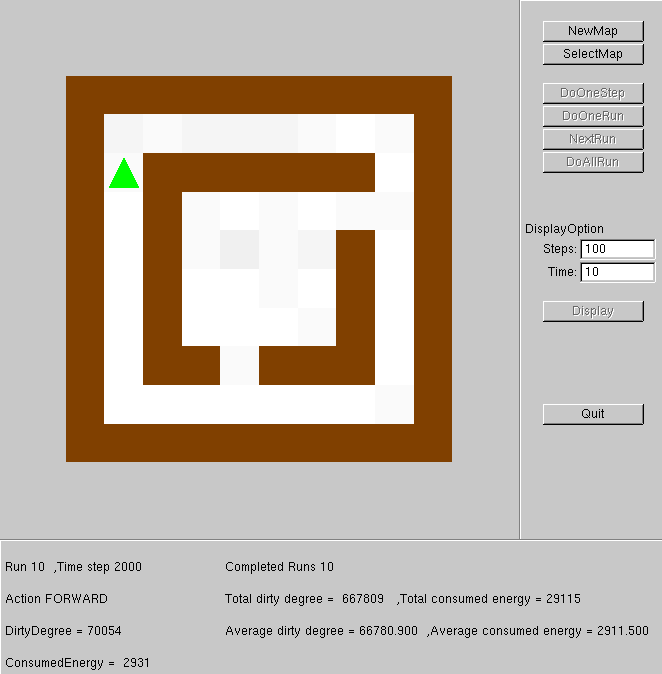 NewMap
SelectMap
DoOneStep
DoOneRun
NextRun
DoAllRun
DisplayOption
Steps: 100
Time: 10
Display
Quit
Run 10 ,Time step 2000 Completed Runs 10
Action FORWARD Total dirty degree = 667809 ,Total consumed energy = 29115
DirtyDegree = 70054 Average dirty degree = 66780.900 ,Average consumed energy = 2911.500
ConsumedEnergy = 2931